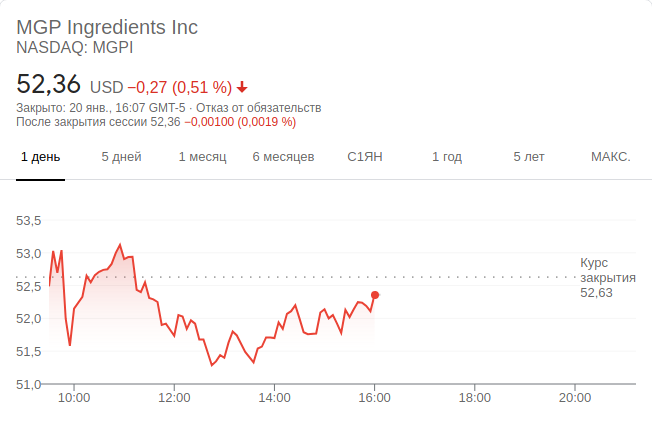 MGP Ingredients Inc
NASDAQ: MGPI
52,36 USD −0,27 (0,51 %)
Закрыто: 20 янв., 16:07 GMT-5 · Отказ от обязательств
После закрытия сессии 52,36 −0,00100 (0,0019 %)
1 день 5 дней 1 месяц 6 месяцев С1ЯН 1 год 5 лет МАКС.
53,5
53,0
52,5
52,0
51,5
51,0
Курс
закрытия
52,63
10:00 12:00 14:00 16:00 18:00 20:00